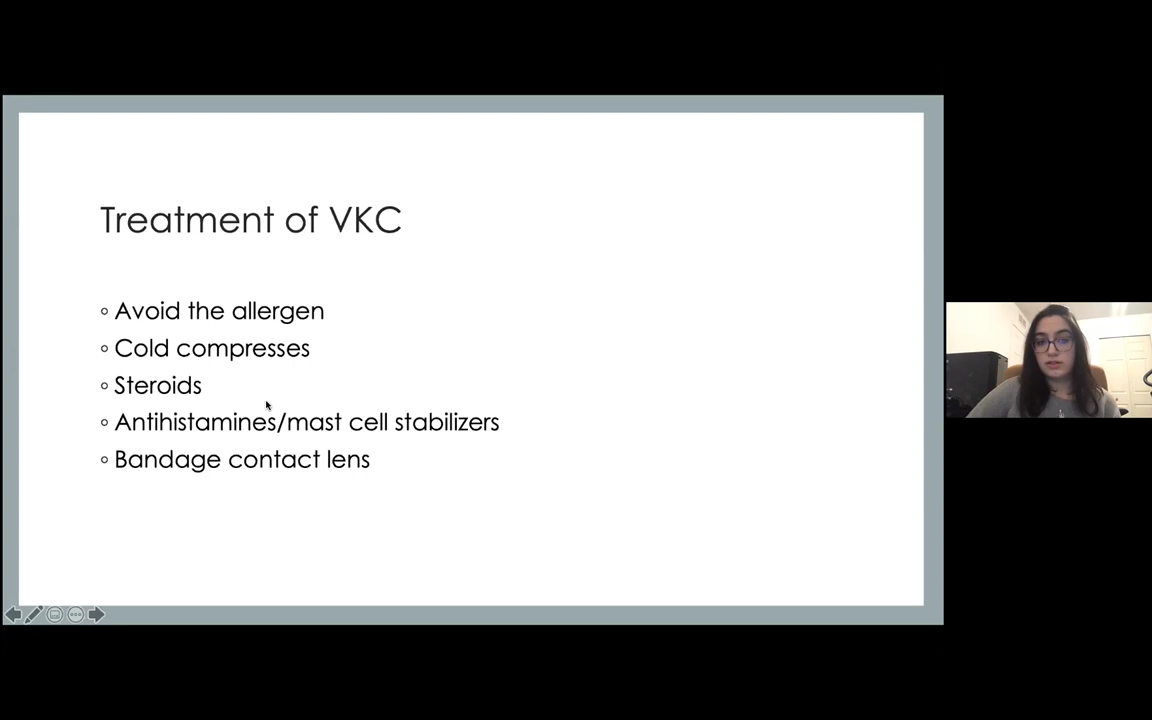 Treatment of VKC
◦ Avoid the allergen
◦ Cold compresses
◦ Steroids
◦ Antihistamines/mast cell stabilizers
◦ Bandage contact lens